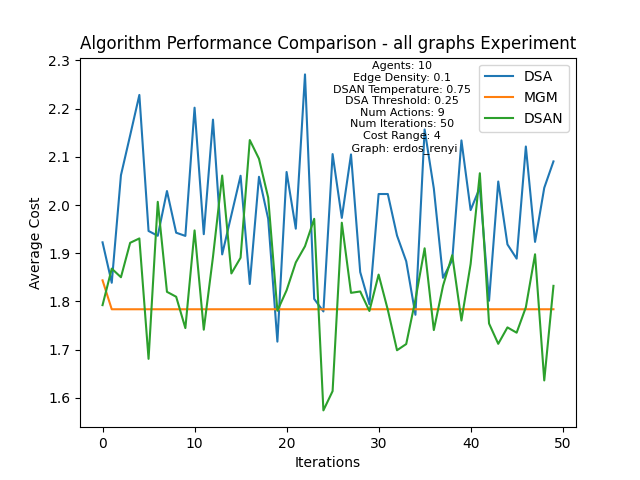 Algorithm Performance Comparison - all graphs Experiment
Agents: 10
Edge Density: 0.1
DSAN Temperature: 0.75
DSA Threshold: 0.25
Num Actions: 9
Num Iterations: 50
Cost Range: 4
Graph: erdos_renyi
DSA
MGM
DSAN
Average Cost
2.3
2.2
2.1
2.0
1.9
1.8
1.7
1.6
0
10
20
30
40
50
Iterations